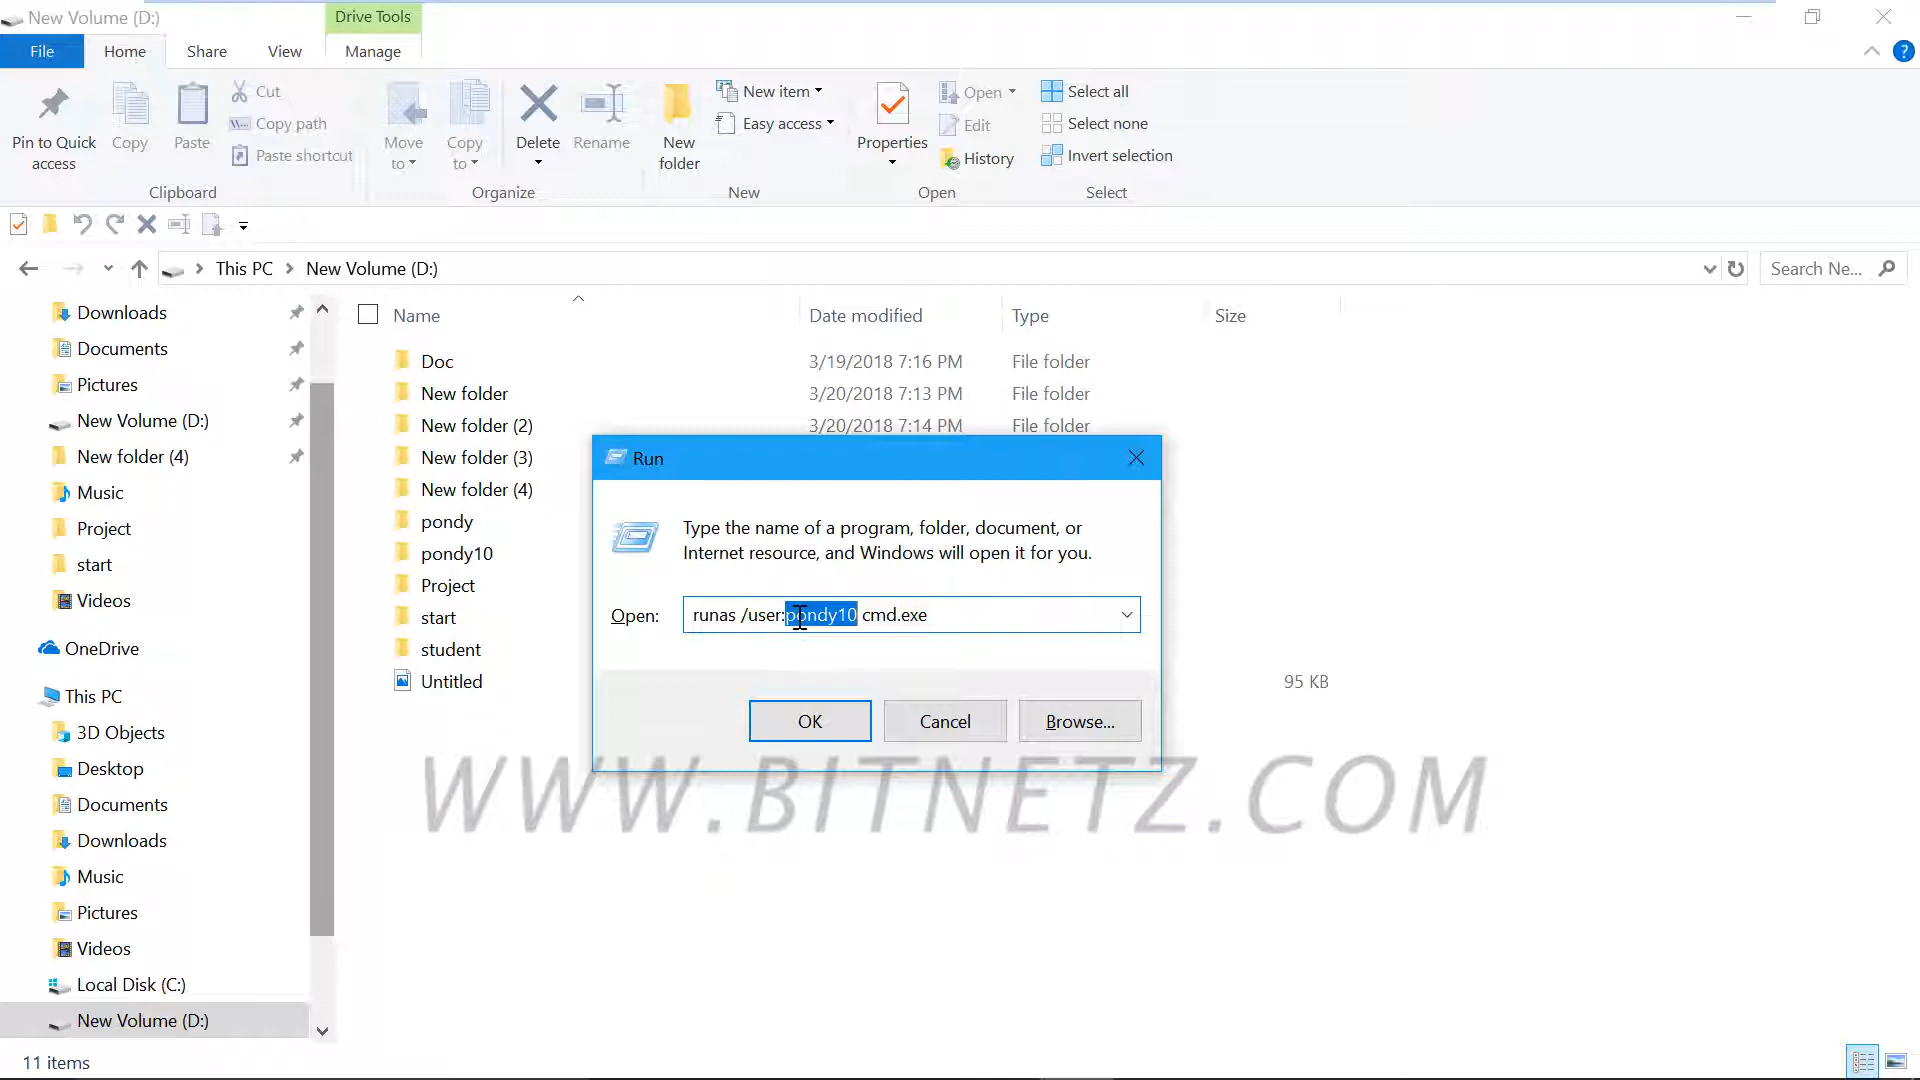 New Volume (D:)
Drive Tools
File
Home
Share
View
Manage
?
Pin to Quick
access
Copy
Paste
Cut
Copy path
Paste shortcut
Clipboard
Move
to
Copy
to
Delete
Rename
Organize
New
folder
New item
Easy access
New
Properties
Open
Edit
History
Open
Select all
Select none
Invert selection
Select
This PC
New Volume (D:)
Search Ne...
Downloads
Documents
Pictures
New Volume (D:)
New folder (4)
Music
Project
start
Videos
OneDrive
This PC
3D Objects
Desktop
Documents
Downloads
Music
Pictures
Videos
Local Disk (C:)
New Volume (D:)
Name Date modified Type Size
Doc 3/19/2018 7:16 PM File folder
New folder 3/20/2018 7:13 PM File folder
New folder (2) 3/20/2018 7:14 PM File folder
New folder (3)
New folder (4)
pondy
pondy10
Project
start
student
Untitled 95 KB
Run
Type the name of a program, folder, document, or
Internet resource, and Windows will open it for you.
Open: runas /user:pondy10 cmd.exe
OK Cancel Browse...
WWW.BITNETZ.COM
11 items